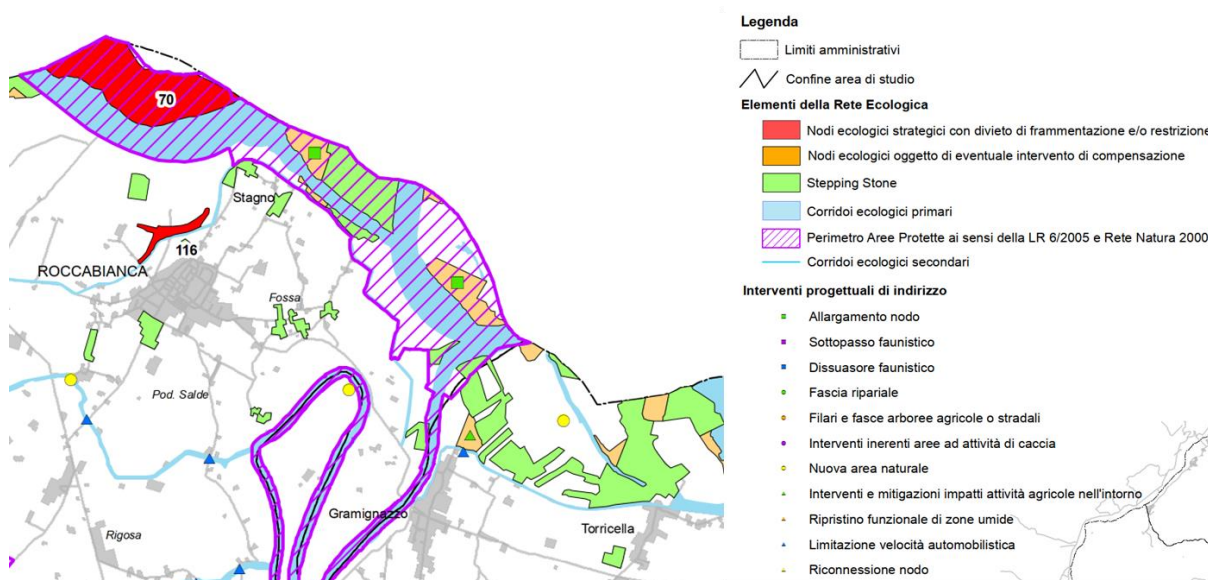 70
Stagno
116
ROCCABIANCA
Fossa
Pod. Salde
Gramignazzo
Rigosa
Torricella
Legenda
Limiti amministrativi
Confine area di studio
Elementi della Rete Ecologica
Nodi ecologici strategici con divieto di frammentazione e/o restrizione
Nodi ecologici oggetto di eventuale intervento di compensazione
Stepping Stone
Corridoi ecologici primari
Perimetro Aree Protette ai sensi della LR 6/2005 e Rete Natura 2000
Corridoi ecologici secondari
Interventi progettuali di indirizzo
Allargamento nodo
Sottopasso faunistico
Dissuasore faunistico
Fascia ripariale
Filari e fasce arboree agricole o stradali
Interventi inerenti aree ad attività di caccia
Nuova area naturale
Interventi e mitigazioni impatti attività agricole nell'intorno
Ripristino funzionale di zone umide
Limitazione velocità automobilistica
Riconnessione nodo